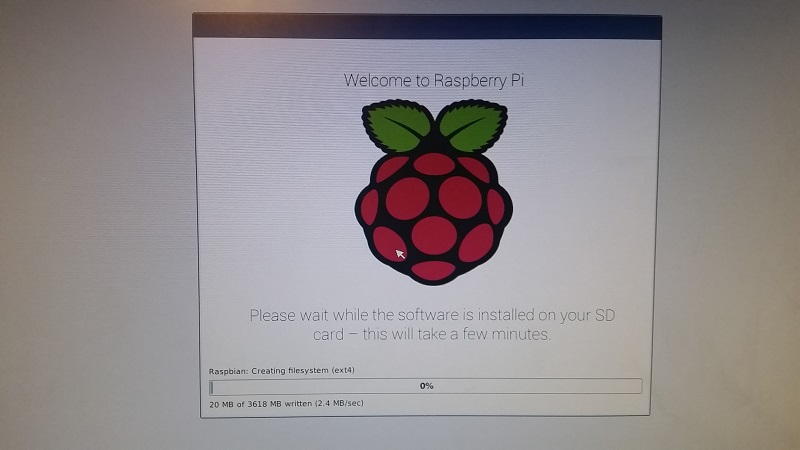 Welcome to Raspberry Pi
Please wait while the software is installed on your SD
card – this will take a few minutes.
Raspbian: Creating filesystem (ext4)
0%
20 MB of 3618 MB written (2.4 MB/sec)